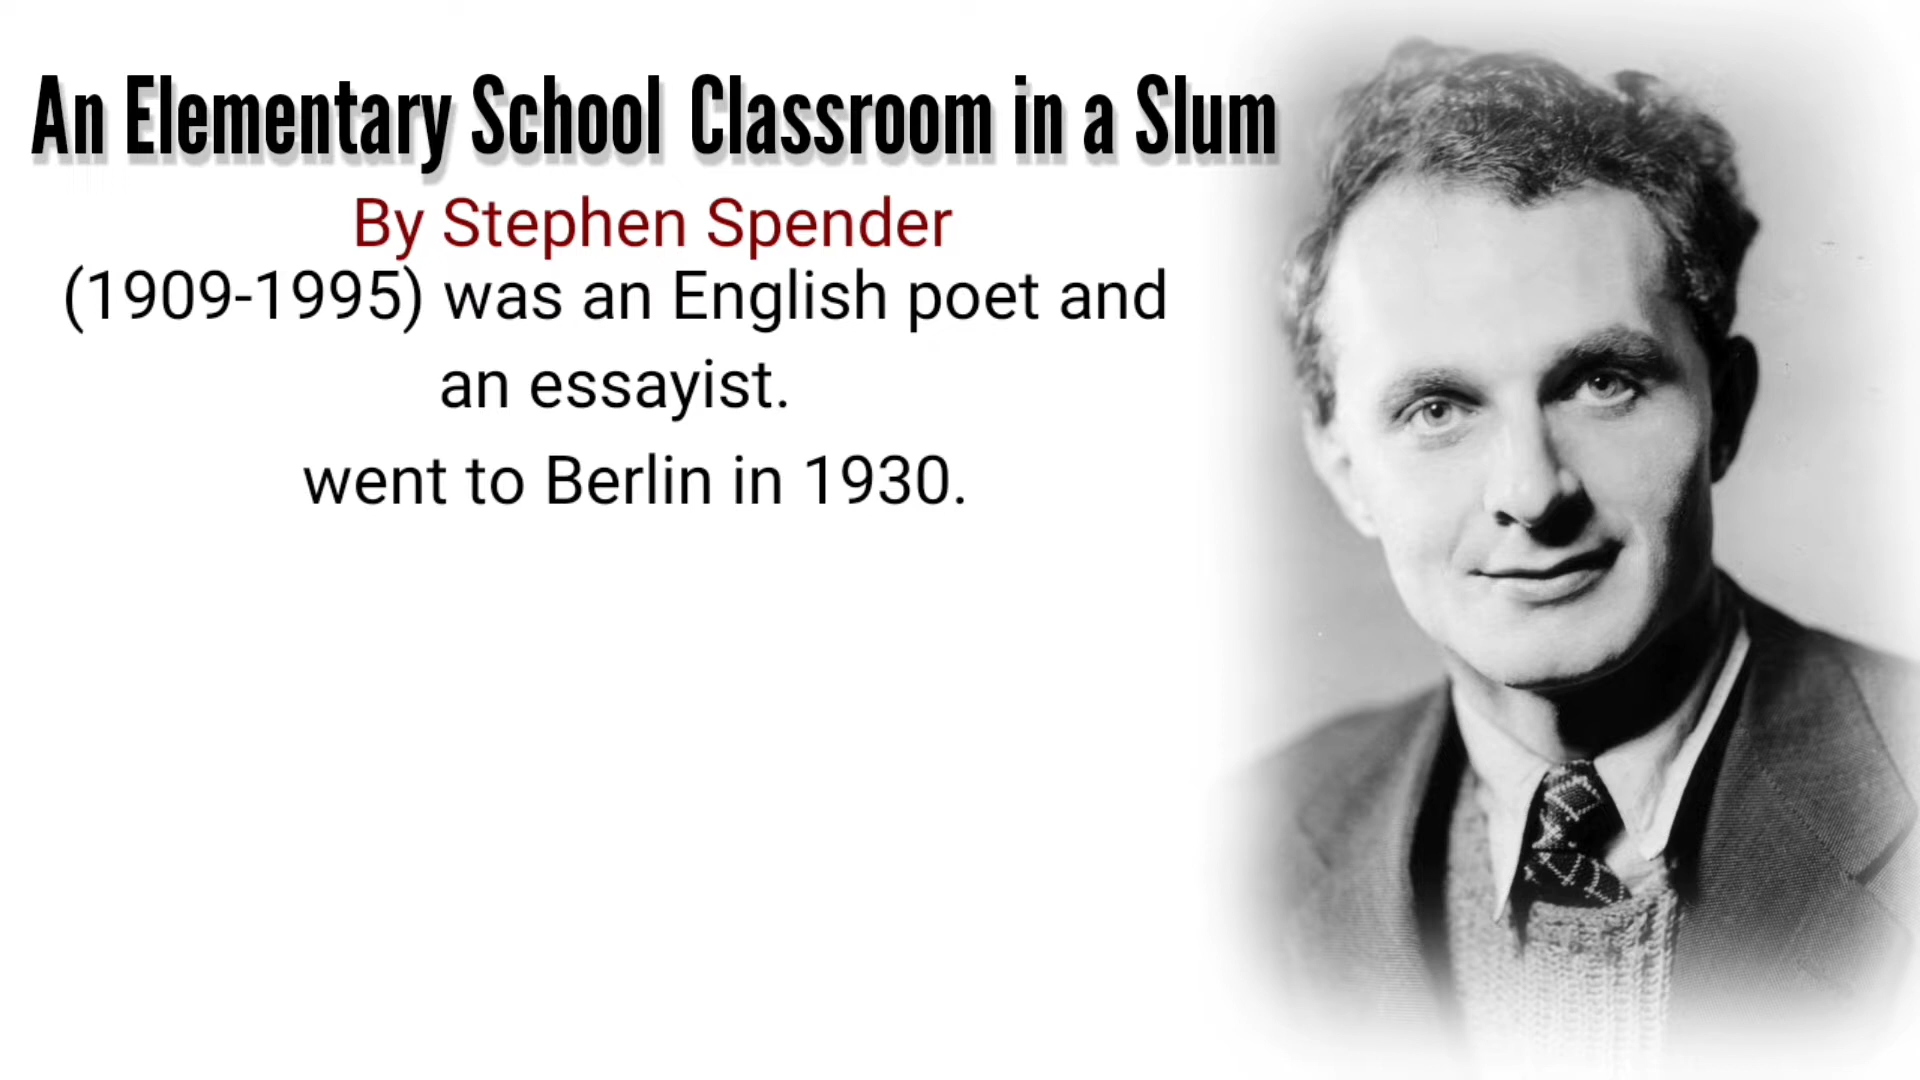 An Elementary School Classroom in a Slum
By Stephen Spender
(1909-1995) was an English poet and
an essayist.
went to Berlin in 1930.